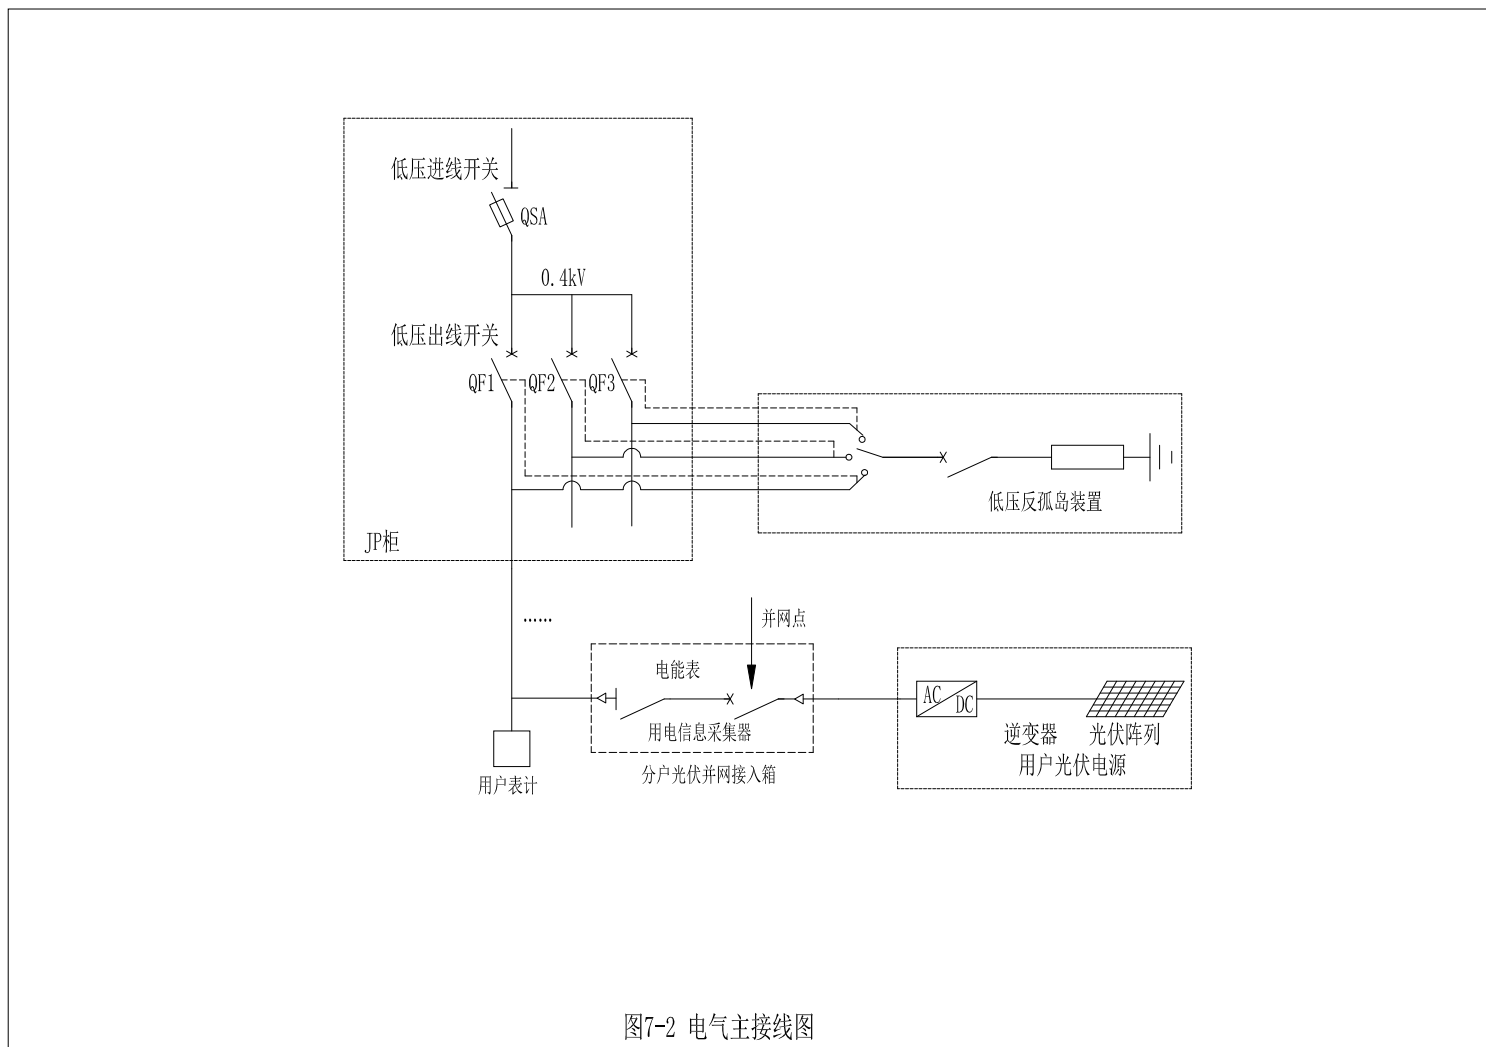 低压进线开关
QSA
0.4kV
低压出线开关
QF1
QF2
QF3
低压反孤岛装置
JP柜
......
并网点
电能表
用电信息采集器
分户光伏并网接入箱
用户表计
AC
DC
逆变器
光伏阵列
用户光伏电源
图7-2 电气主接线图